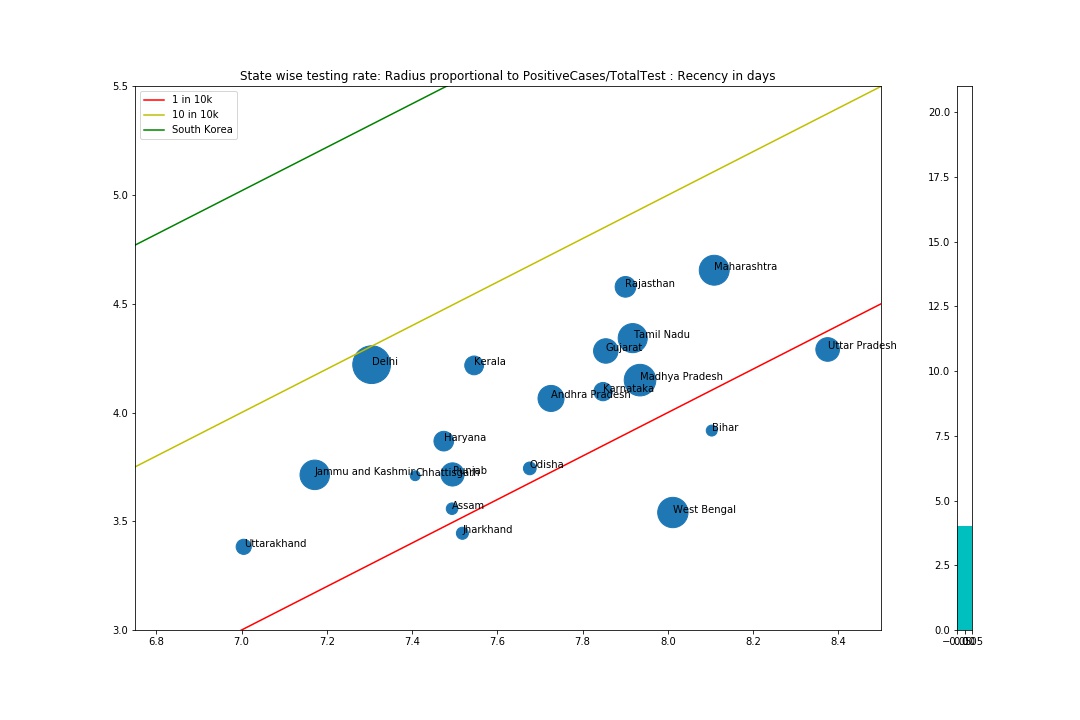 State wise testing rate: Radius proportional to PositiveCases/TotalTest : Recency in days
1 in 10k
10 in 10k
South Korea
5.5
5.0
4.5
4.0
3.5
3.0
Maharashtra
Rajasthan
Tamil Nadu
Gujarat
Uttar Pradesh
Delhi
Kerala
Madhya Pradesh
Karnataka
Andhra Pradesh
Bihar
Haryana
Odisha
Jammu and Kashmir
Chhattisgarh
Punjab
Assam
West Bengal
Jharkhand
Uttarakhand
6.8 7.0 7.2 7.4 7.6 7.8 8.0 8.2 8.4
20.0
17.5
15.0
12.5
10.0
7.5
5.0
2.5
0.0